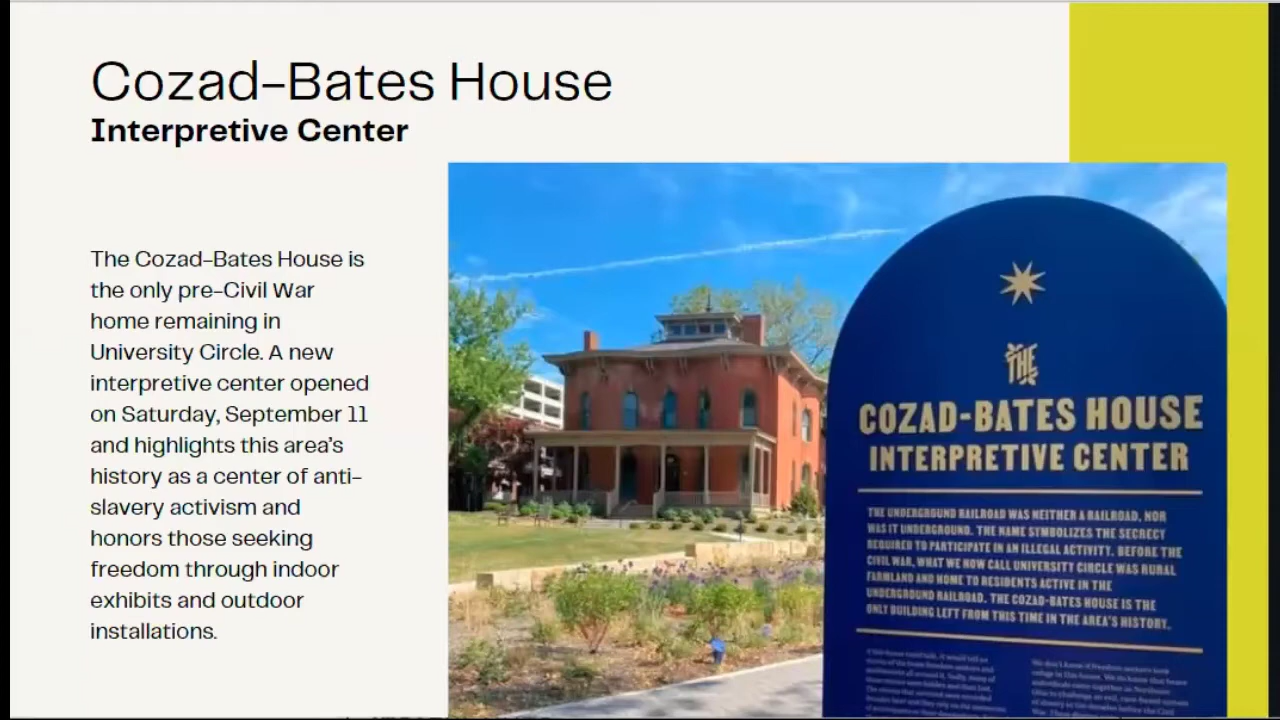 Cozad-Bates House
Interpretive Center
The Cozad-Bates House is
the only pre-Civil War
home remaining in
University Circle. A new
interpretive center opened
on Saturday, September 11
and highlights this area's
history as a center of anti-
slavery activism and
honors those seeking
freedom through indoor
exhibits and outdoor
installations.
THE
COZAD-BATES HOUSE
INTERPRETIVE CENTER
THE UNDERGROUND RAILROAD WAS NEITHER A RAILROAD, NOR
WAS IT UNDERGROUND. THE NAME SYMBOLIZES THE SECRECY
REQUIRED TO PARTICIPATE IN AN ILLEGAL ACTIVITY. BEFORE THE
CIVIL WAR, WHAT WE NOW CALL UNIVERSITY CIRCLE WAS RURAL
FARMLAND AND HOME TO RESIDENTS ACTIVE IN THE
UNDERGROUND RAILROAD. THE COZAD-BATES HOUSE IS THE
ONLY BUILDING LEFT FROM THIS TIME IN THE AREA'S HISTORY.